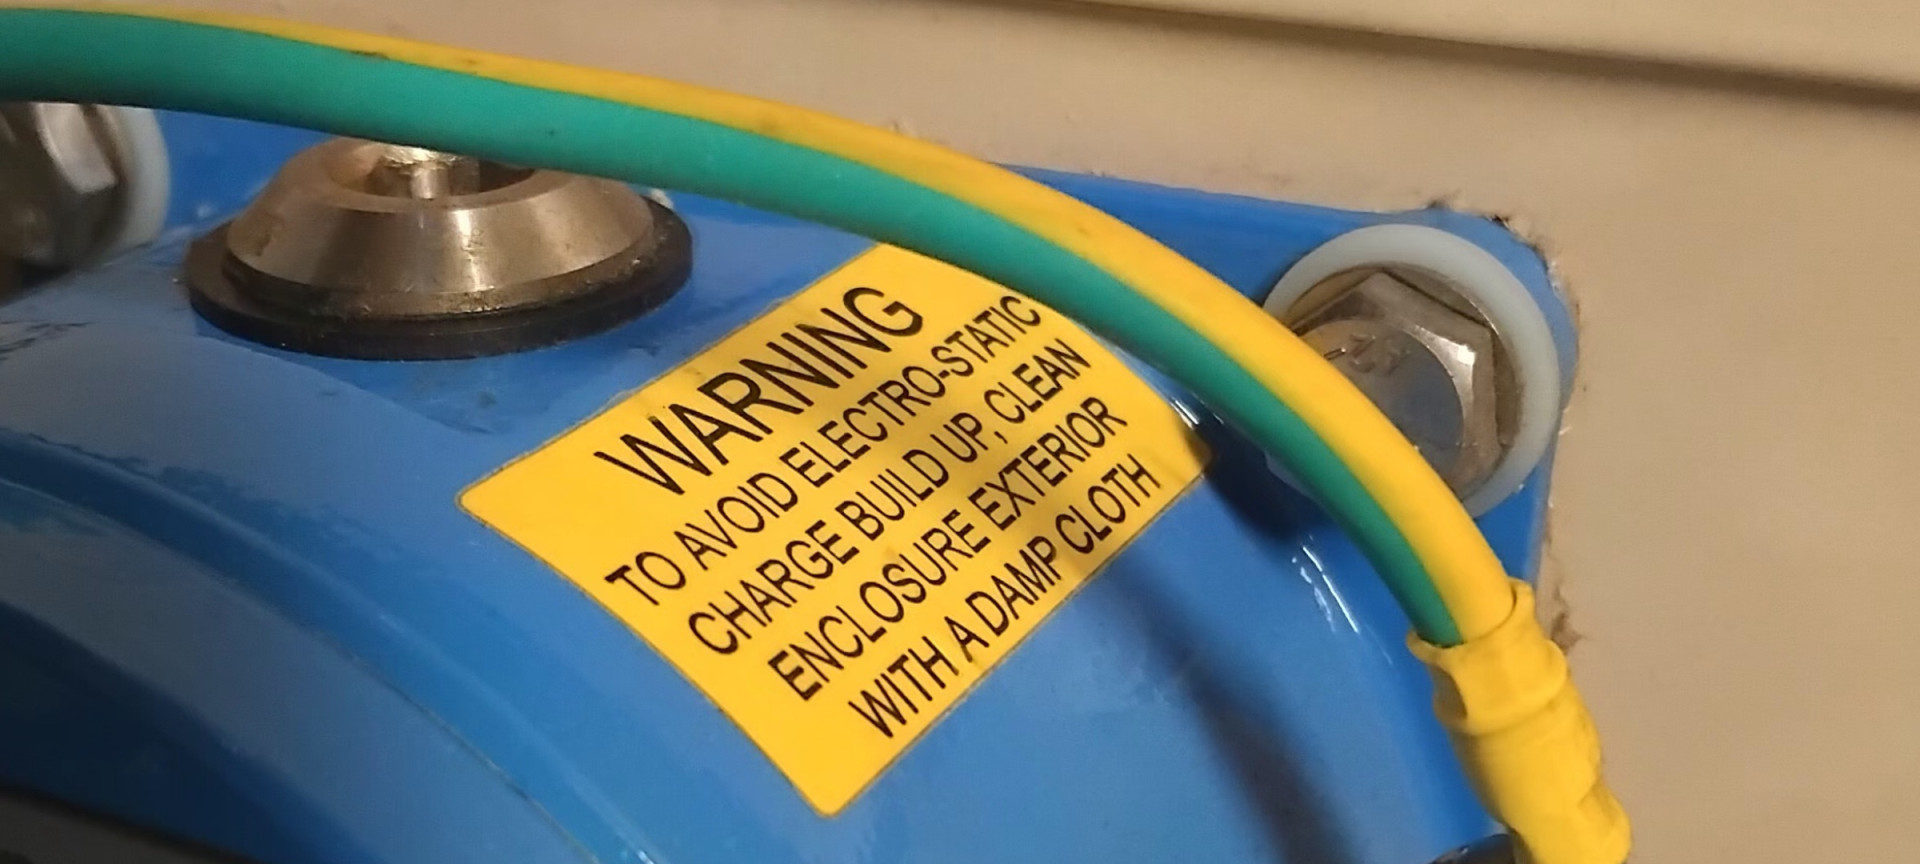 WARNING
TO AVOID ELECTRO-STATIC
CHARGE BUILD UP, CLEAN
ENCLOSURE EXTERIOR
WITH A DAMP CLOTH